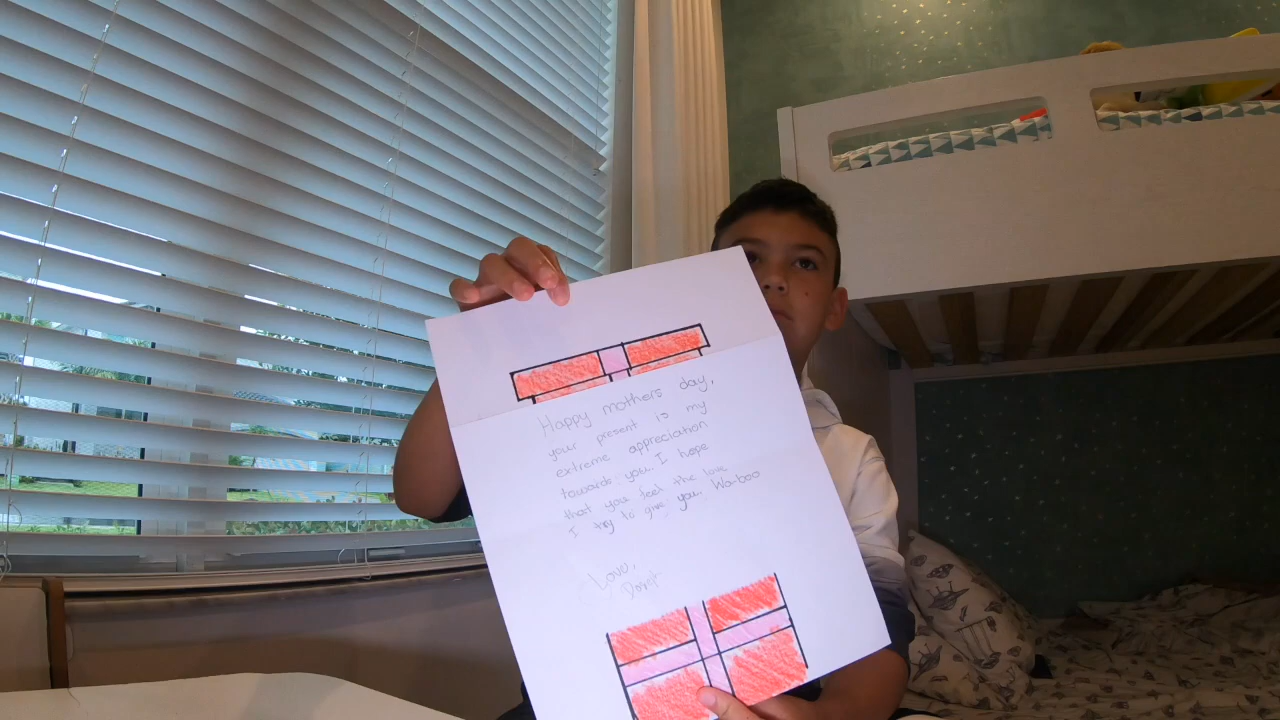 Happy mothers day,
your present is my
extreme appreciation
towards you. I hope
that you feel the love
I try to give you. Wa-boo
Love,